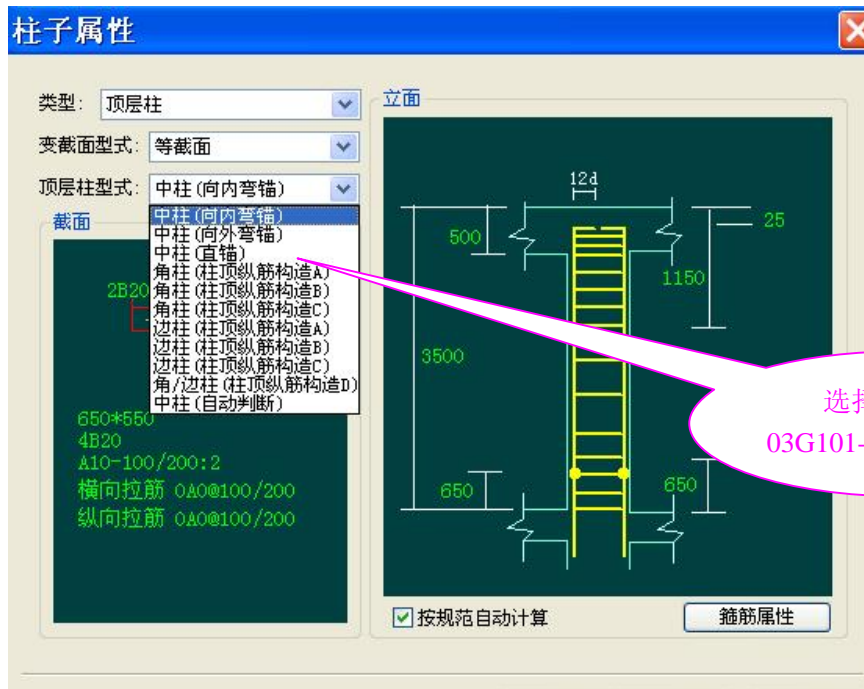 柱子属性
类型: 顶层柱
变截面型式: 等截面
顶层柱型式: 中柱(向内弯锚)
中柱(向内弯锚)
中柱(向外弯锚)
中柱(直锚)
角柱(柱顶纵筋构造A)
角柱(柱顶纵筋构造B)
角柱(柱顶纵筋构造C)
边柱(柱顶纵筋构造A)
边柱(柱顶纵筋构造B)
边柱(柱顶纵筋构造C)
角/边柱(柱顶纵筋构造D)
中柱(自动判断)
截面
2B20
650*550
4B20
A10-100/200:2
横向拉筋 0A0@100/200
纵向拉筋 0A0@100/200
立面
12d
500
25
1150
3500
650
650
按规范自动计算
箍筋属性
03G101-